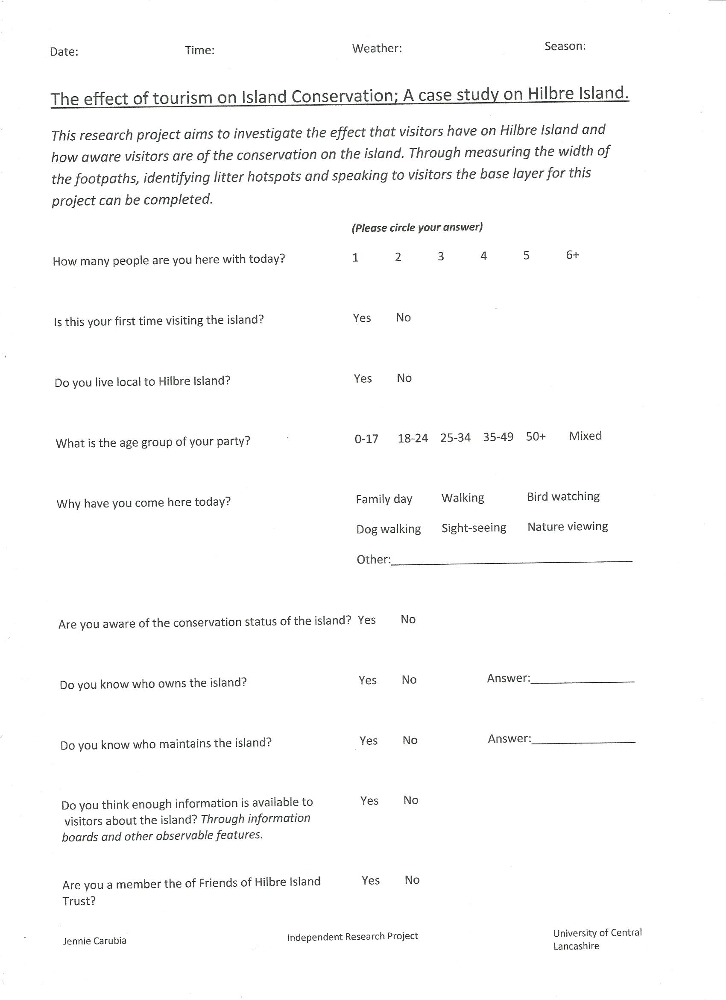 Date: Time: Weather: Season:
The effect of tourism on Island Conservation; A case study on Hilbre Island.
This research project aims to investigate the effect that visitors have on Hilbre Island and
how aware visitors are of the conservation on the island. Through measuring the width of
the footpaths, identifying litter hotspots and speaking to visitors the base layer for this
project can be completed.
(Please circle your answer)
How many people are you here with today? 1 2 3 4 5 6+
Is this your first time visiting the island? Yes No
Do you live local to Hilbre Island? Yes No
What is the age group of your party? 0-17 18-24 25-34 35-49 50+ Mixed
Why have you come here today? Family day Walking Bird watching
Dog walking Sight-seeing Nature viewing
Other:
Are you aware of the conservation status of the island? Yes No
Do you know who owns the island? Yes No Answer:
Do you know who maintains the island? Yes No Answer:
Do you think enough information is available to Yes No
visitors about the island? Through information
boards and other observable features.
Are you a member the of Friends of Hilbre Island Yes No
Trust?
Jennie Carubia Independent Research Project University of Central
Lancashire